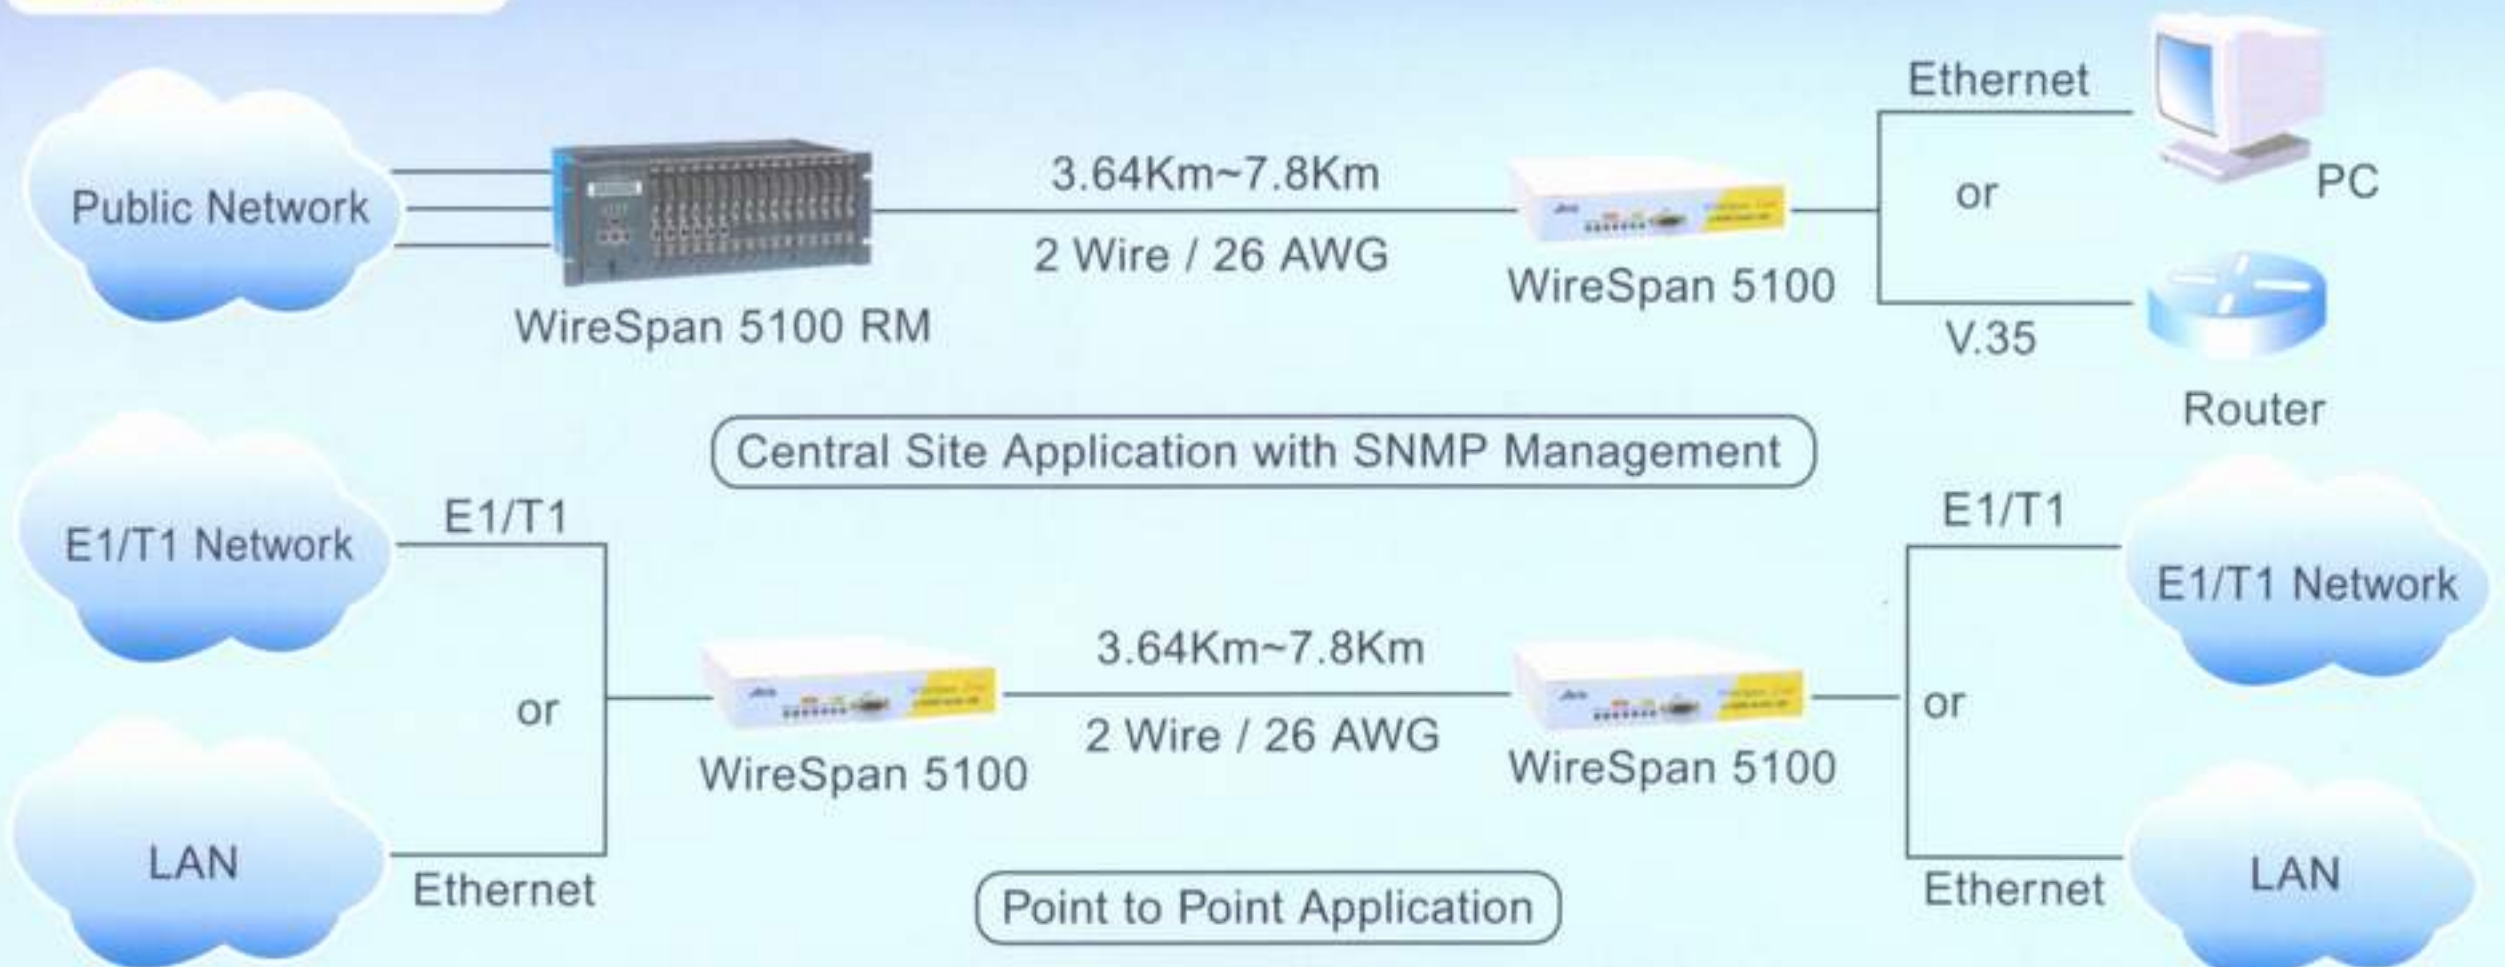 Ethernet
3.64Km~7.8Km
or
PC
Public Network
2 Wire / 26 AWG
WireSpan 5100
WireSpan 5100 RM
V.35
Router
Central Site Application with SNMP Management
E1/T1
E1/T1
E1/T1 Network
E1/T1 Network
3.64Km~7.8Km
or
or
2 Wire / 26 AWG
WireSpan 5100
WireSpan 5100
LAN
LAN
Ethernet
Ethernet
Point to Point Application